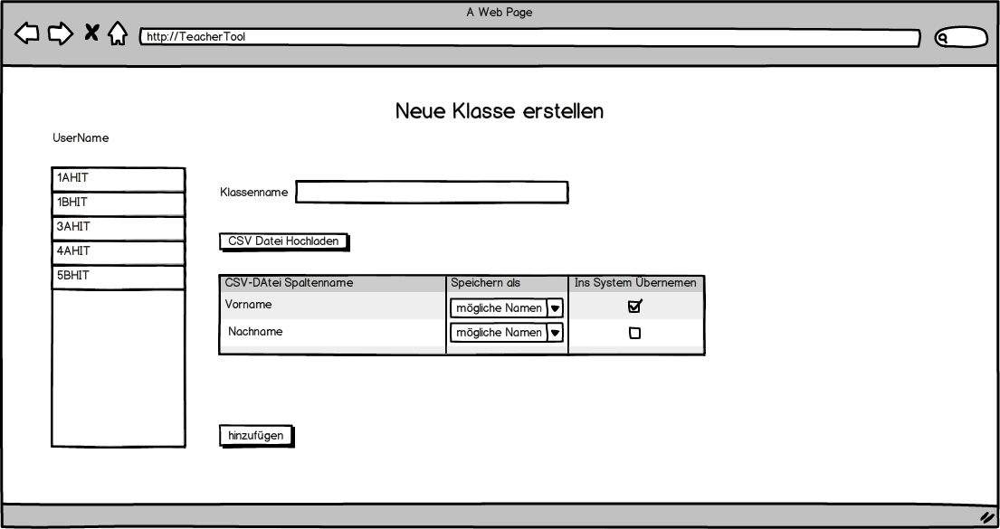 A Web Page
http://TeacherTool
Neue Klasse erstellen
UserName
1AHIT
1BHIT
3AHIT
4AHIT
5BHIT
Klassenname
CSV Datei Hochladen
CSV-DAtei Spaltenname Speichern als Ins System Übernemen
Vorname mögliche Namen
Nachname mögliche Namen
hinzufügen